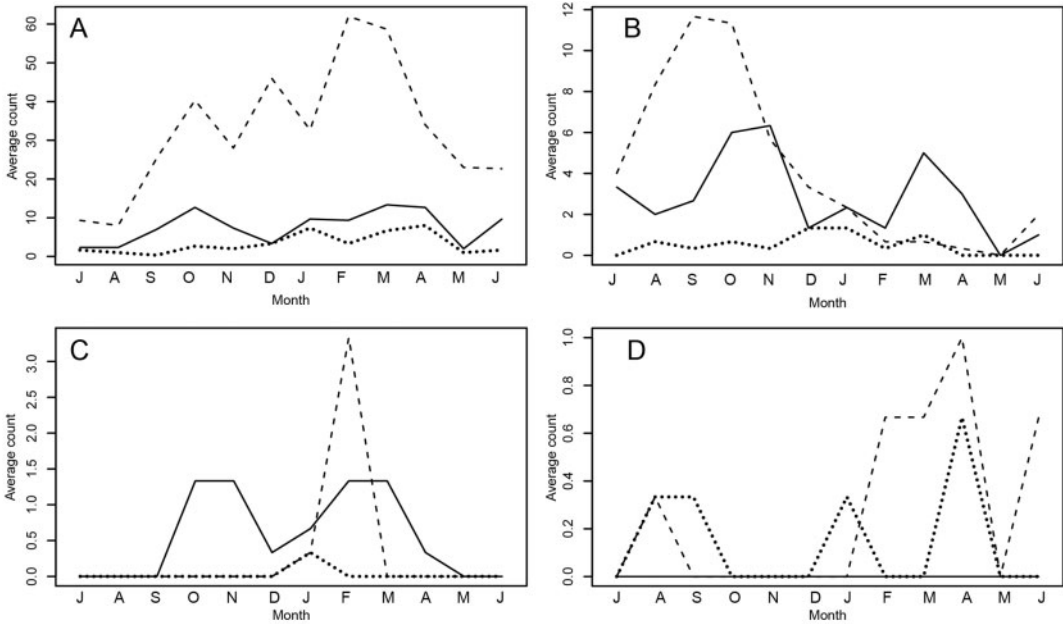 A
Average count
60
50
40
30
20
10
0
J A S O N D J F M A M J
Month
B
Average count
12
10
8
6
4
2
0
J A S O N D J F M A M J
Month
C
Average count
3.0
2.5
2.0
1.5
1.0
0.5
0.0
J A S O N D J F M A M J
Month
D
Average count
1.0
0.8
0.6
0.4
0.2
0.0
J A S O N D J F M A M J
Month